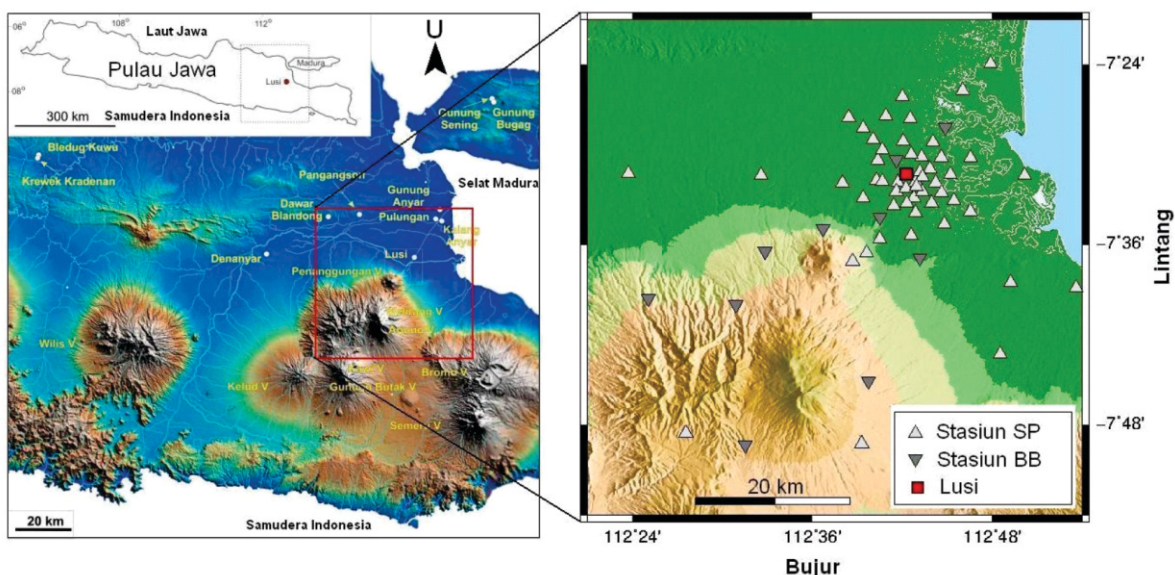 108°
112°
06°
08°
Laut Jawa
Pulau Jawa
Madura
Lusi
Samudera Indonesia
300 km
U
Gunung Sening
Gunung Bugag
Bledug Kuwu
Krewek Kradenan
Selat Madura
Pangangson
Gunung Anyar
Dawar Blandong
Pulungan
Kalang Anyar
Denanyar
Lusi
Penanggungan V
Wilis V
Kelud V
Gunung Butak V
Bromo V
Semeru V
20 km
Samudera Indonesia
-7˚24'
-7˚36'
-7˚48'
Lintang
Stasiun SP
Stasiun BB
Lusi
20 km
112˚24'
112˚36'
112˚48'
Bujur